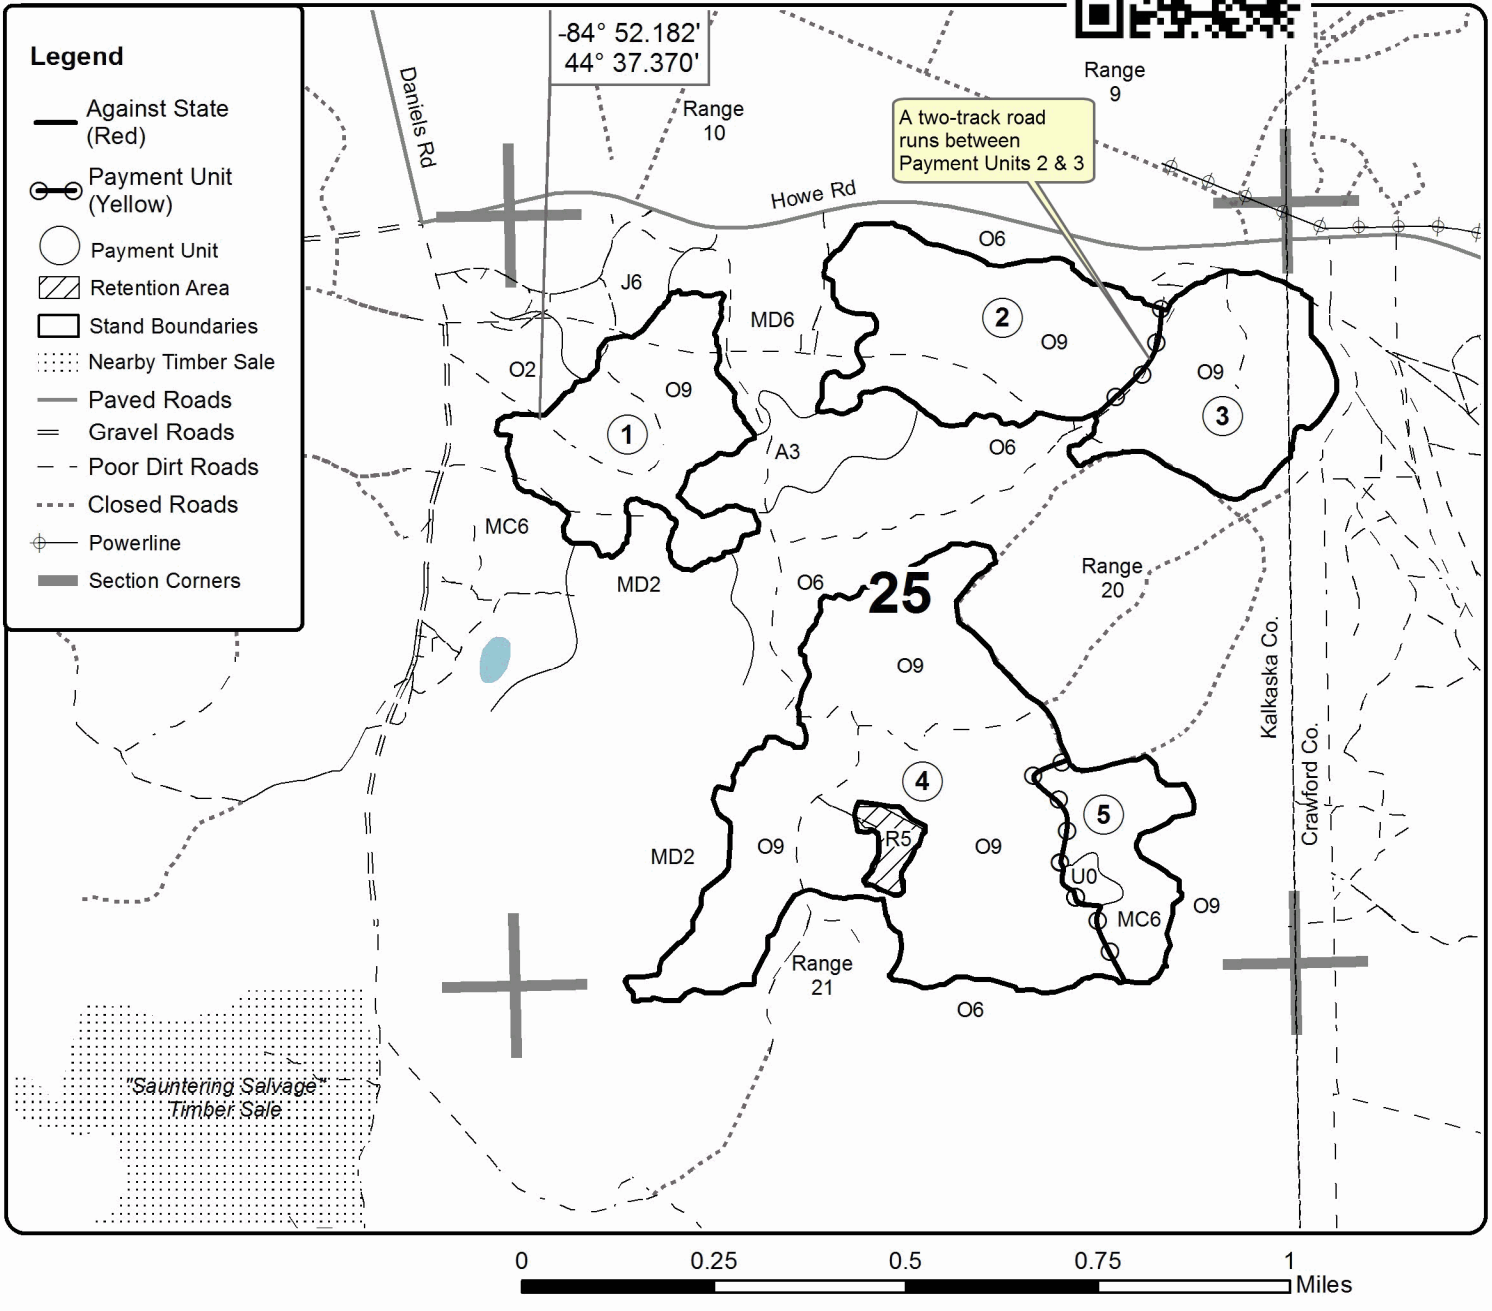 Legend
Against State
(Red)
Payment Unit
(Yellow)
Payment Unit
Retention Area
Stand Boundaries
Nearby Timber Sale
Paved Roads
Gravel Roads
Poor Dirt Roads
Closed Roads
Powerline
Section Corners
-84° 52.182'
44° 37.370'
Daniels Rd
Range
10
Range
9
A two-track road
runs between
Payment Units 2 & 3
Howe Rd
O6
J6
MD6
2
O9
O2
O9
O9
3
1
A3
O6
MC6
MD2
O6
25
Range
20
O9
Kalkaska Co.
Crawford Co.
4
5
R5
MD2
O9
O9
U0
MC6
O9
Range
21
O6
"Sauntering Salvage"
Timber Sale
0 0.25 0.5 0.75 1
Miles